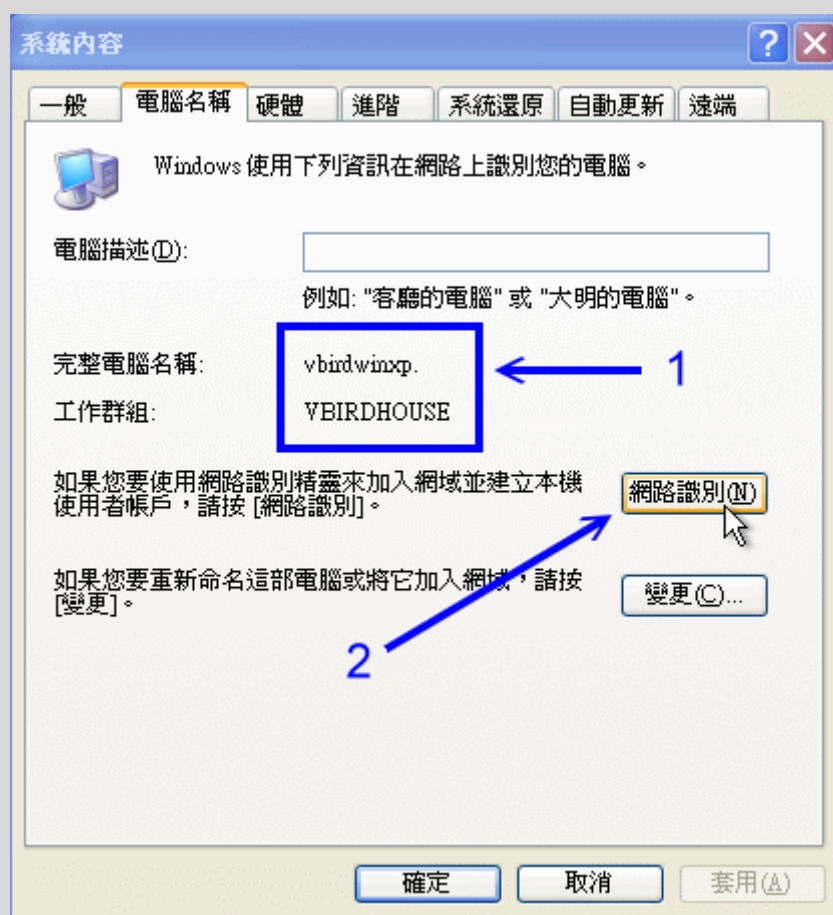 系統內容
一般 電腦名稱 硬體 進階 系統還原 自動更新 遠端
Windows 使用下列資訊在網路上識別您的電腦。
電腦描述(D):
例如: "客廳的電腦" 或 "大明的電腦"。
完整電腦名稱: vbirdwinxp. 1
工作群組: VBIRDHOUSE
如果您要使用網路識別精靈來加入網域並建立本機
使用者帳戶，請按 [網路識別]。
網路識別(N)
如果您要重新命名這部電腦或將它加入網域，請按
[變更]。
變更(C)...
2
確定 取消 套用(A)